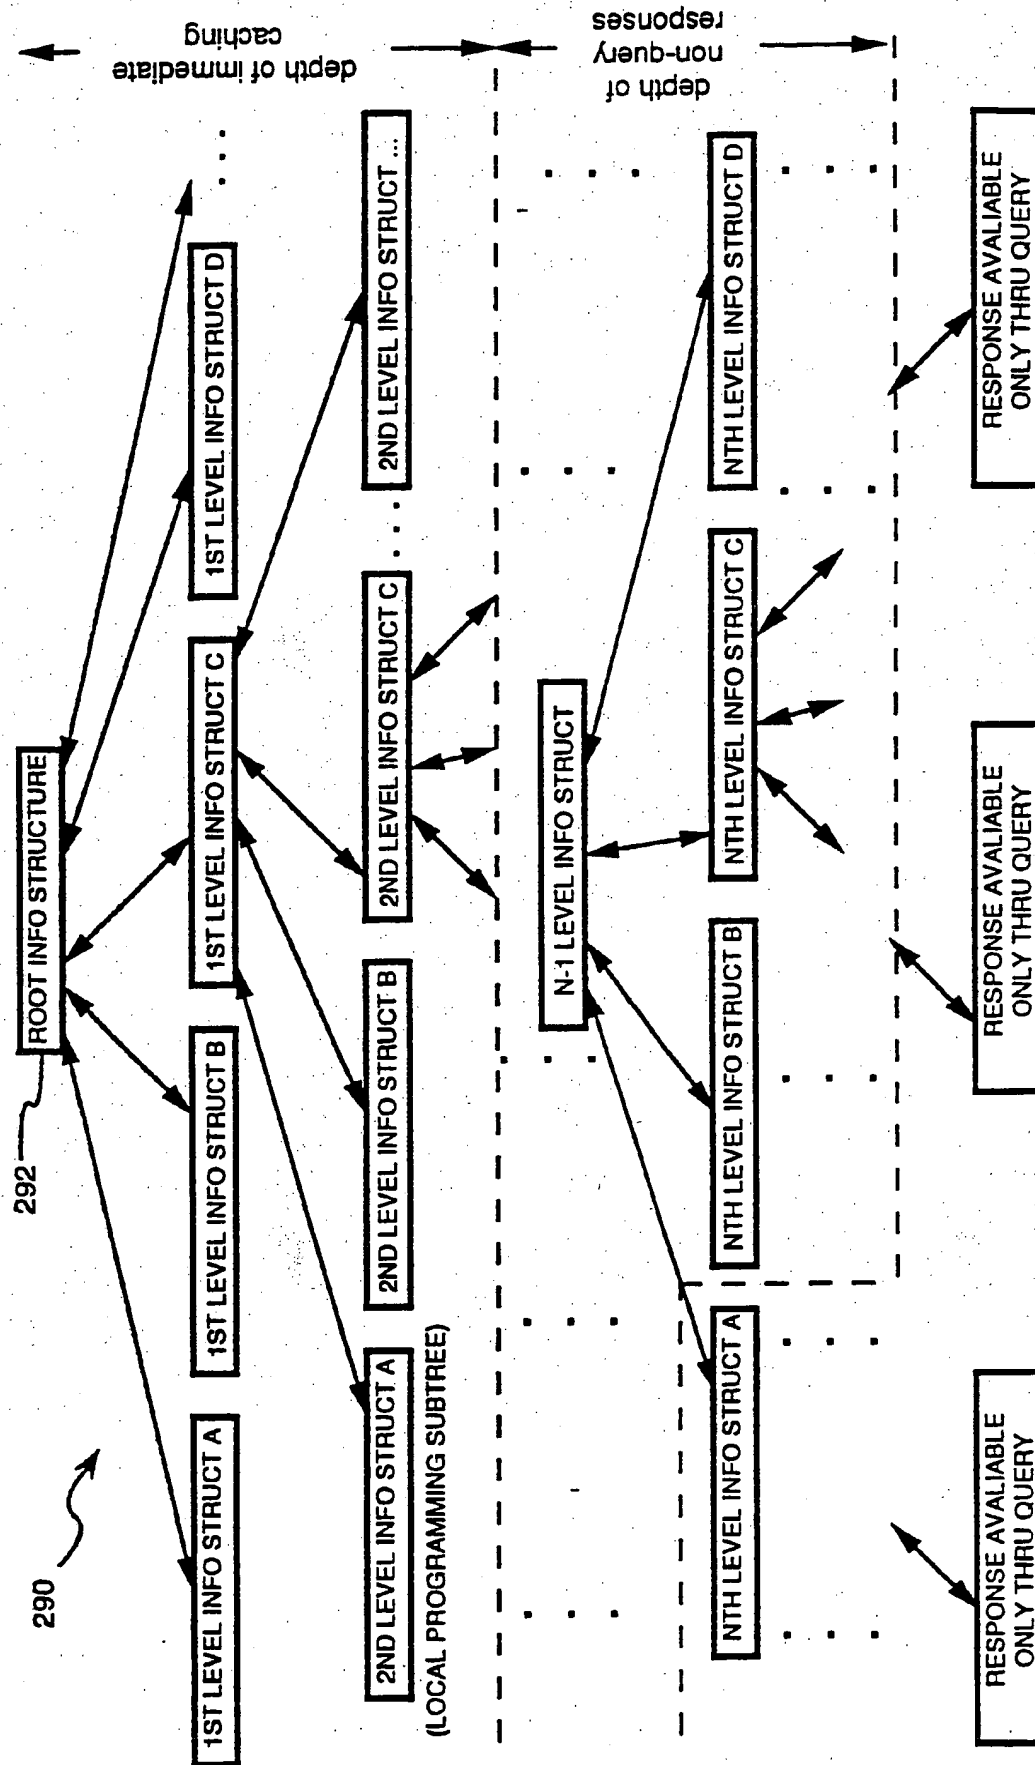 290
292
ROOT INFO STRUCTURE
1ST LEVEL INFO STRUCT A
1ST LEVEL INFO STRUCT B
1ST LEVEL INFO STRUCT C
1ST LEVEL INFO STRUCT D
. . .
depth of immediate
caching
2ND LEVEL INFO STRUCT A
(LOCAL PROGRAMMING SUBTREE)
2ND LEVEL INFO STRUCT B
2ND LEVEL INFO STRUCT C
. . .
2ND LEVEL INFO STRUCT ...
N-1 LEVEL INFO STRUCT
depth of
non-query
responses
NTH LEVEL INFO STRUCT A
NTH LEVEL INFO STRUCT B
NTH LEVEL INFO STRUCT C
NTH LEVEL INFO STRUCT D
RESPONSE AVALIABLE
ONLY THRU QUERY
RESPONSE AVALIABLE
ONLY THRU QUERY
RESPONSE AVALIABLE
ONLY THRU QUERY